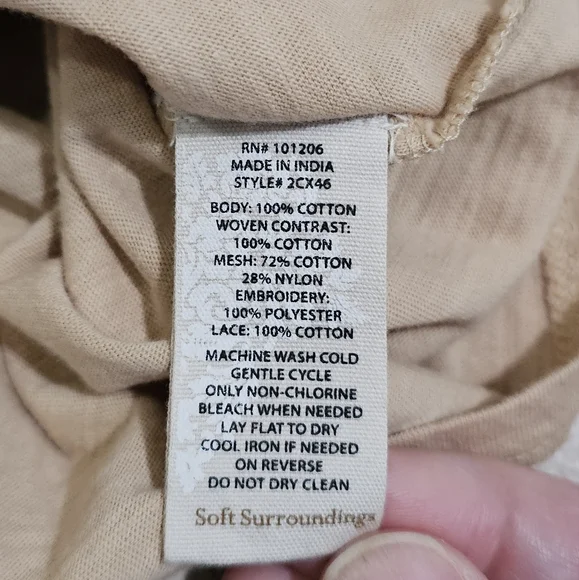 RN# 101206
MADE IN INDIA
STYLE# 2CX46
BODY: 100% COTTON
WOVEN CONTRAST:
100% COTTON
MESH: 72% COTTON
28% NYLON
EMBROIDERY:
100% POLYESTER
LACE: 100% COTTON
MACHINE WASH COLD
GENTLE CYCLE
ONLY NON-CHLORINE
BLEACH WHEN NEEDED
LAY FLAT TO DRY
COOL IRON IF NEEDED
ON REVERSE
DO NOT DRY CLEAN
Soft Surroundings